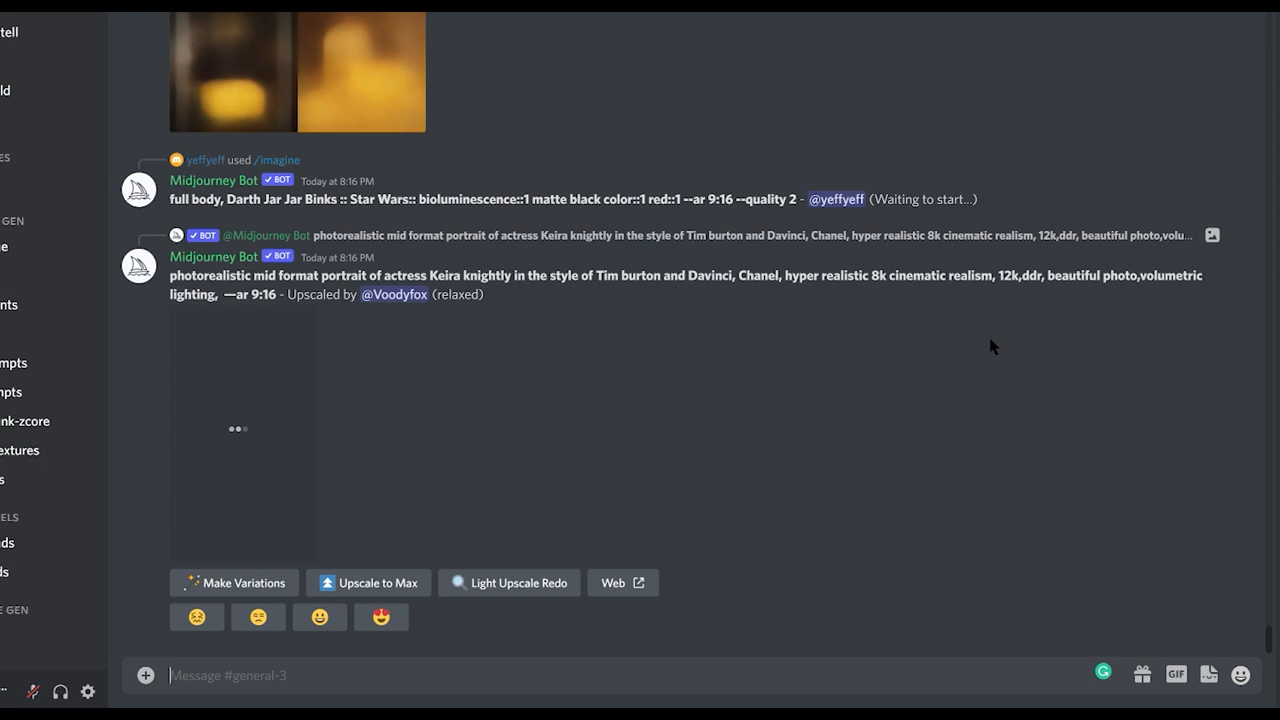 tell
ld
ES
GEN
ge
nts
mpts
npts
nk-zcore
extures
s
ELS
ds
ds
E GEN
yeffyeff used /imagine
Midjourney Bot ✓ BOT Today at 8:16 PM
full body, Darth Jar Jar Binks :: Star Wars:: bioluminescence::1 matte black color::1 red::1 --ar 9:16 --quality 2 - @yeffyeff (Waiting to start...)
✓ BOT @Midjourney Bot photorealistic mid format portrait of actress Keira knightly in the style of Tim burton and Davinci, Chanel, hyper realistic 8k cinematic realism, 12k,ddr, beautiful photo,volu...
Midjourney Bot ✓ BOT Today at 8:16 PM
photorealistic mid format portrait of actress Keira knightly in the style of Tim burton and Davinci, Chanel, hyper realistic 8k cinematic realism, 12k,ddr, beautiful photo,volumetric
lighting, —ar 9:16 - Upscaled by @Voodyfox (relaxed)
Make Variations Upscale to Max Light Upscale Redo Web
Message #general-3 GIF